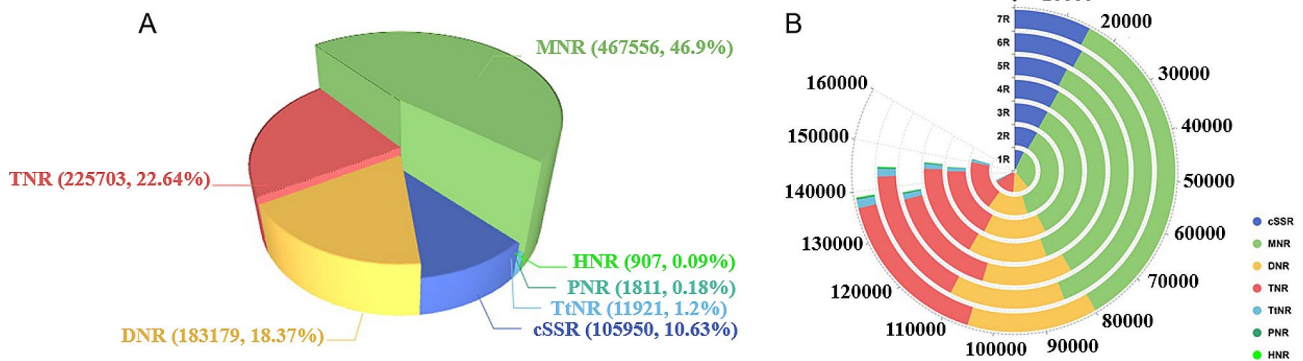 A
MNR (467556, 46.9%)
TNR (225703, 22.64%)
HNR (907, 0.09%)
PNR (1811, 0.18%)
TtNR (11921, 1.2%)
cSSR (105950, 10.63%)
DNR (183179, 18.37%)
B
7R
6R
5R
4R
3R
2R
1R
20000
30000
40000
50000
60000
70000
80000
90000
100000
110000
120000
130000
140000
150000
160000
cSSR
MNR
DNR
TNR
TtNR
PNR
HNR